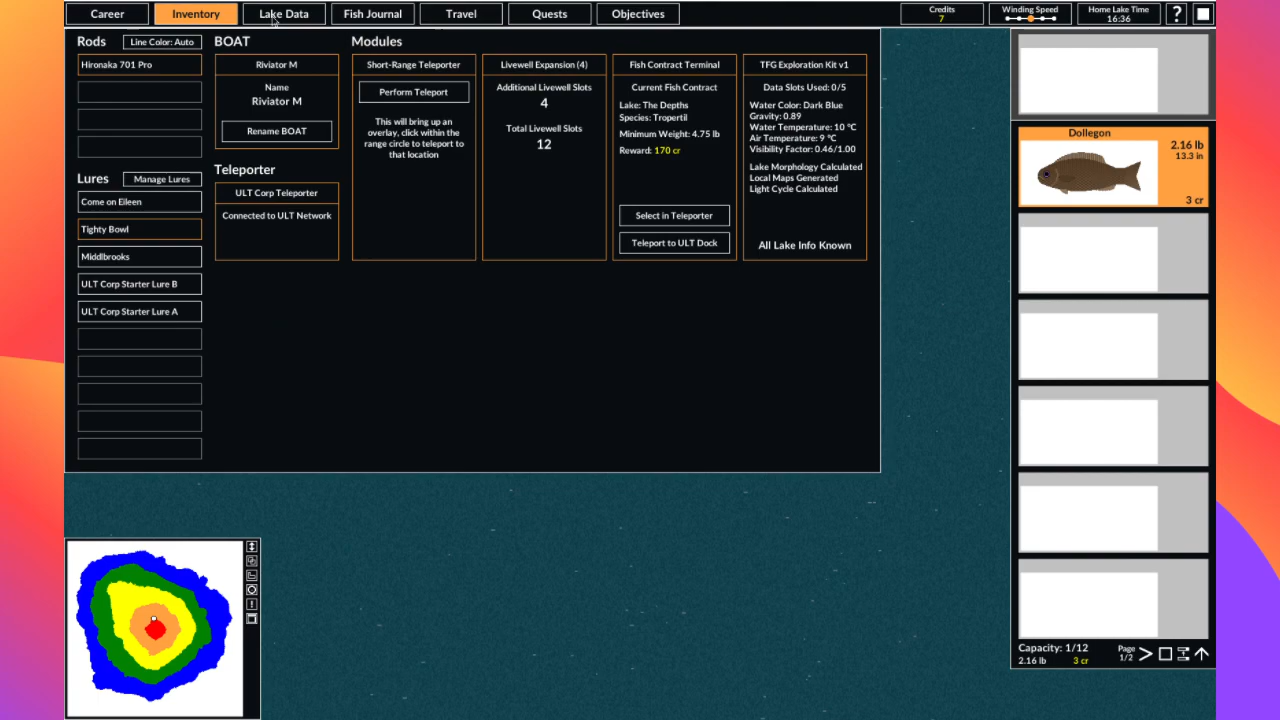 Career
Inventory
Lake Data
Fish Journal
Travel
Quests
Objectives
Credits
7
Winding Speed
Home Lake Time
16:36
?
Rods
Line Color: Auto
Hironaka 701 Pro
Lures
Manage Lures
Come on Eileen
Tighty Bowl
Middlbrooks
ULT Corp Starter Lure B
ULT Corp Starter Lure A
BOAT
Riviator M
Name
Riviator M
Rename BOAT
Teleporter
ULT Corp Teleporter
Connected to ULT Network
Modules
Short-Range Teleporter
Perform Teleport
This will bring up an
overlay, click within the
range circle to teleport to
that location
Livewell Expansion (4)
Additional Livewell Slots
4
Total Livewell Slots
12
Fish Contract Terminal
Current Fish Contract
Lake: The Depths
Species: Tropertil
Minimum Weight: 4.75 lb
Reward: 170 cr
Select in Teleporter
Teleport to ULT Dock
TFG Exploration Kit v1
Data Slots Used: 0/5
Water Color: Dark Blue
Gravity: 0.89
Water Temperature: 10 °C
Air Temperature: 9 °C
Visibility Factor: 0.46/1.00
Lake Morphology Calculated
Local Maps Generated
Light Cycle Calculated
All Lake Info Known
Dollegon
2.16 lb
13.3 in
3 cr
Capacity: 1/12
2.16 lb 3 cr
Page
1/2